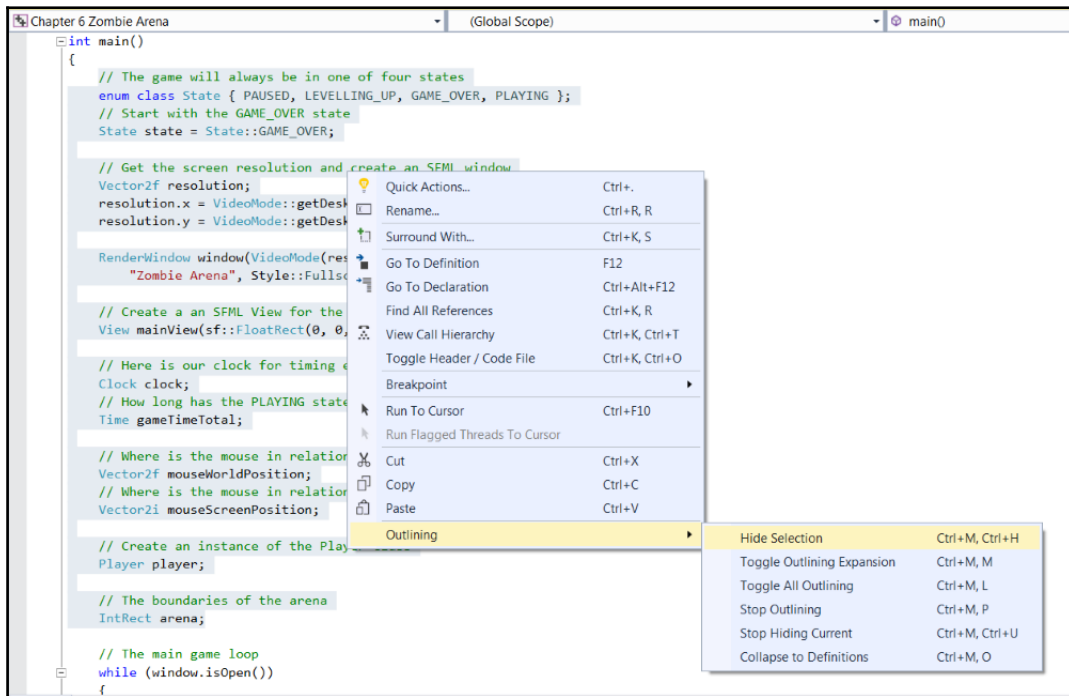 Chapter 6 Zombie Arena (Global Scope) main()
int main()
{
// The game will always be in one of four states
enum class State { PAUSED, LEVELLING_UP, GAME_OVER, PLAYING };
// Start with the GAME_OVER state
State state = State::GAME_OVER;
// Get the screen resolution and create an SFML window
Vector2f resolution;
resolution.x = VideoMode::getDesk
resolution.y = VideoMode::getDesk
RenderWindow window(VideoMode(res
"Zombie Arena", Style::Fullsc
// Create a an SFML View for the
View mainView(sf::FloatRect(0, 0,
// Here is our clock for timing e
Clock clock;
// How long has the PLAYING state
Time gameTimeTotal;
// Where is the mouse in relation
Vector2f mouseWorldPosition;
// Where is the mouse in relation
Vector2i mouseScreenPosition;
// Create an instance of the Player class
Player player;
// The boundaries of the arena
IntRect arena;
// The main game loop
while (window.isOpen())
{
Quick Actions... Ctrl+.
Rename... Ctrl+R, R
Surround With... Ctrl+K, S
Go To Definition F12
Go To Declaration Ctrl+Alt+F12
Find All References Ctrl+K, R
View Call Hierarchy Ctrl+K, Ctrl+T
Toggle Header / Code File Ctrl+K, Ctrl+O
Breakpoint
Run To Cursor Ctrl+F10
Run Flagged Threads To Cursor
Cut Ctrl+X
Copy Ctrl+C
Paste Ctrl+V
Outlining
Hide Selection Ctrl+M, Ctrl+H
Toggle Outlining Expansion Ctrl+M, M
Toggle All Outlining Ctrl+M, L
Stop Outlining Ctrl+M, P
Stop Hiding Current Ctrl+M, Ctrl+U
Collapse to Definitions Ctrl+M, O